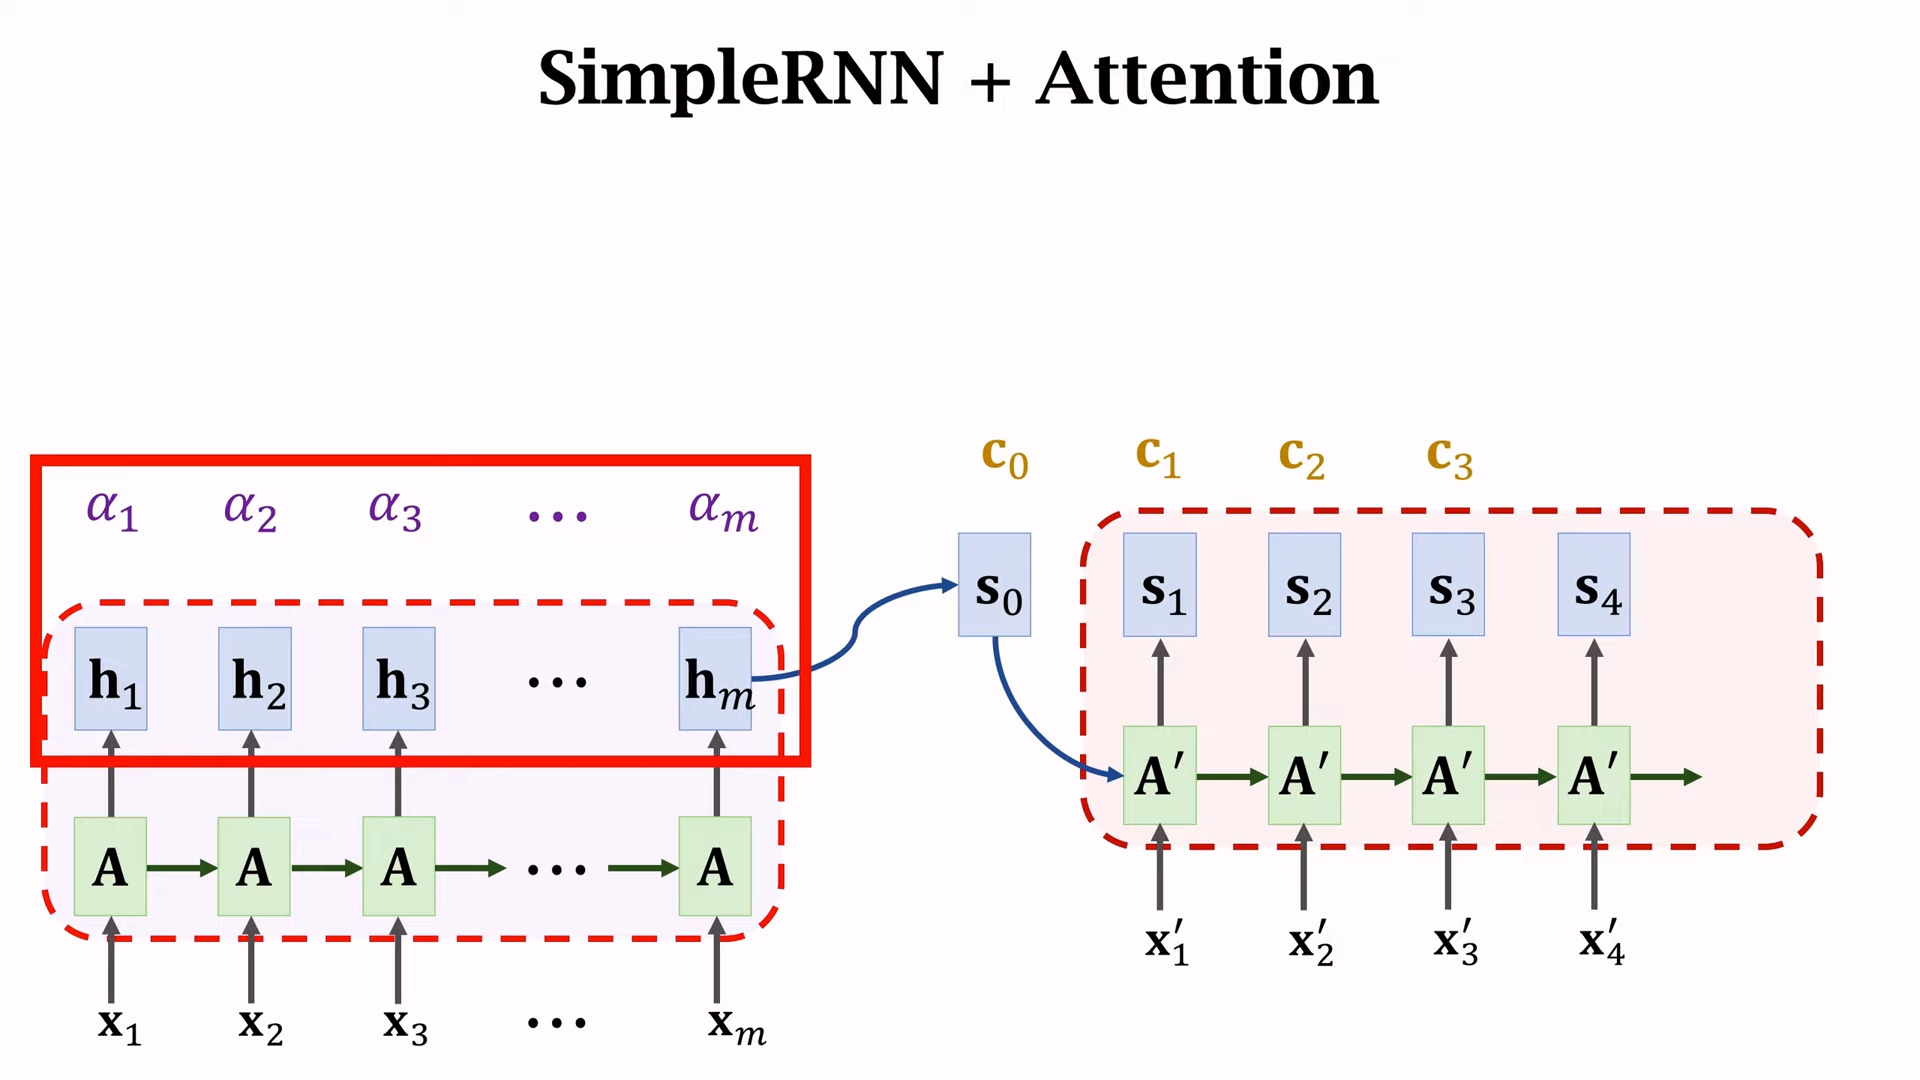 SimpleRNN + Attention
c₀ c₁ c₂ c₃
α₁ α₂ α₃ ⋯ αₘ
s₀ s₁ s₂ s₃ s₄
h₁ h₂ h₃ ⋯ hₘ
A′ A′ A′ A′
A A A ⋯ A
x′₁ x′₂ x′₃ x′₄
x₁ x₂ x₃ ⋯ xₘ